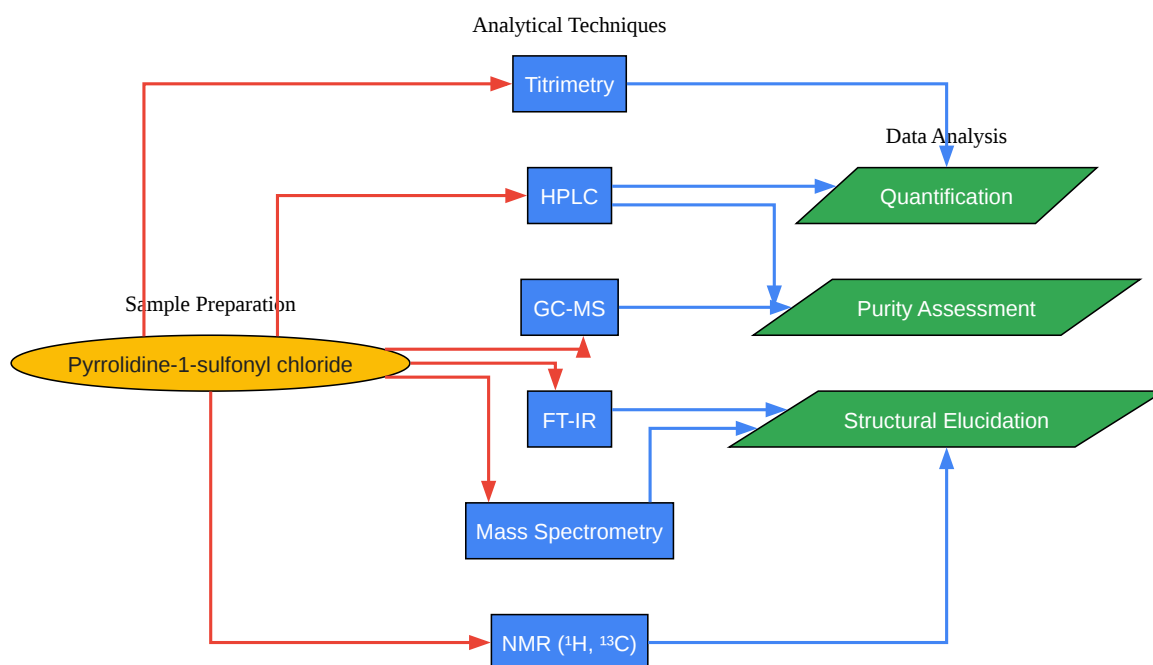 Analytical Techniques
Titrimetry
Data Analysis
HPLC
Quantification
Sample Preparation
GC-MS
Purity Assessment
Pyrrolidine-1-sulfonyl chloride
FT-IR
Structural Elucidation
Mass Spectrometry
NMR (¹H, ¹³C)